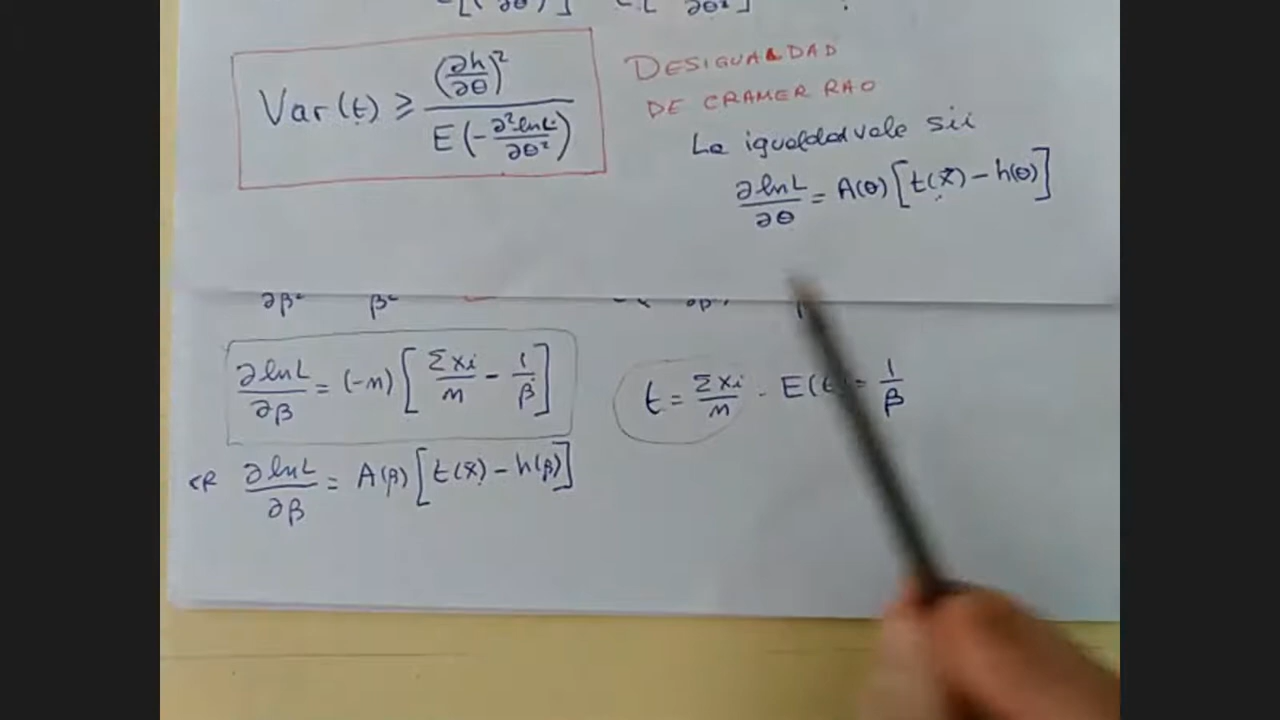 Var(t) ≥ (∂h/∂θ)² / E(-∂²lnL/∂θ²)
DESIGUALDAD
DE CRAMER RAO
La igualdad vale sii
∂lnL/∂θ = A(θ) [t(x) - h(θ)]
∂lnL/∂β = (-n) [Σxi/n - 1/β]
t = Σxi/n . E(t) = 1/β
CR ∂lnL/∂β = A(β) [t(x) - h(β)]